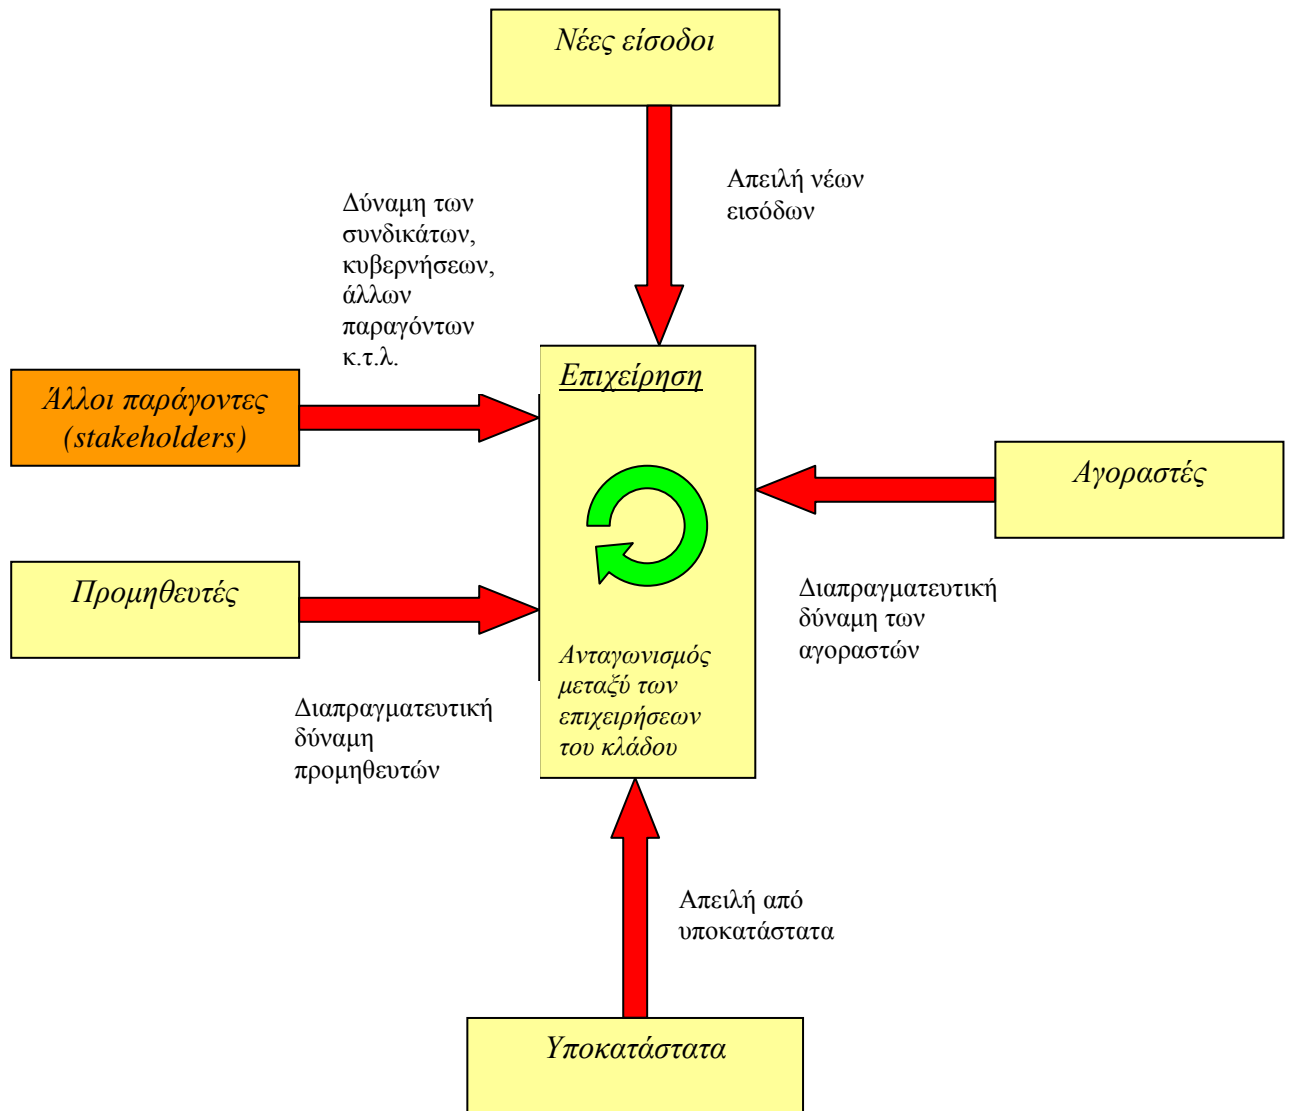 Νέες είσοδοι
Απειλή νέων
εισόδων
Δύναμη των
συνδικάτων,
κυβερνήσεων,
άλλων
παραγόντων
κ.τ.λ.
Άλλοι παράγοντες
(stakeholders)
Επιχείρηση
Αγοραστές
Προμηθευτές
Διαπραγματευτική
δύναμη των
αγοραστών
Ανταγωνισμός
μεταξύ των
επιχειρήσεων
του κλάδου
Διαπραγματευτική
δύναμη
προμηθευτών
Απειλή από
υποκατάστατα
Υποκατάστατα